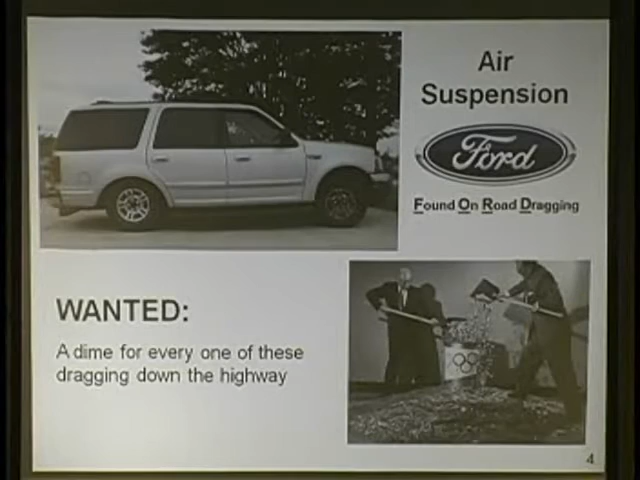 Air
Suspension
Ford
Found On Road Dragging
WANTED:
A dime for every one of these
dragging down the highway
4